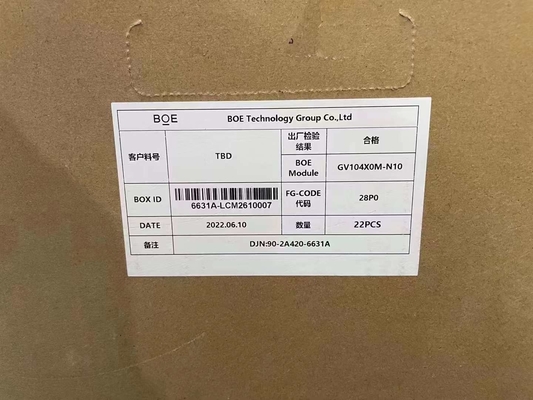 BOE BOE Technology Group Co.,Ltd
客户料号 TBD 出厂检验结果 合格
BOE Module GV104X0M-N10
BOX ID 6631A-LCM2610007 FG-CODE 代码 28P0
DATE 2022.06.10 数量 22PCS
备注 DJN:90-2A420-6631A